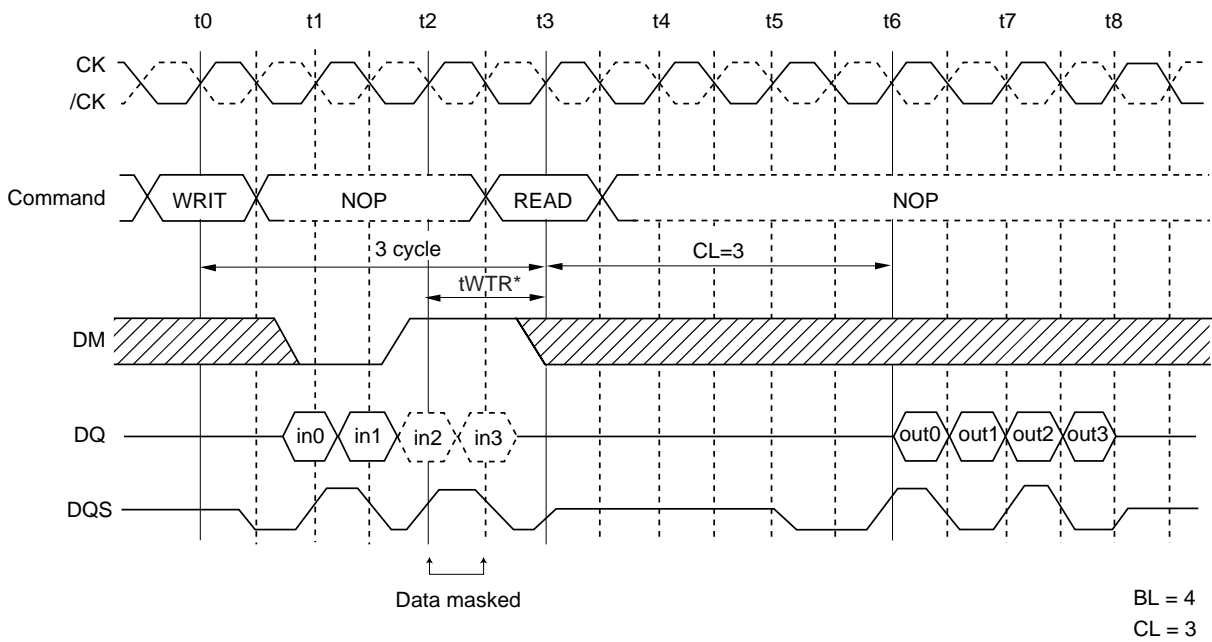 t0 t1 t2 t3 t4 t5 t6 t7 t8
CK
/CK
Command WRIT NOP READ NOP
3 cycle CL=3
tWTR*
DM
DQ in0 in1 in2 in3 out0 out1 out2 out3
DQS
Data masked
BL = 4
CL = 3